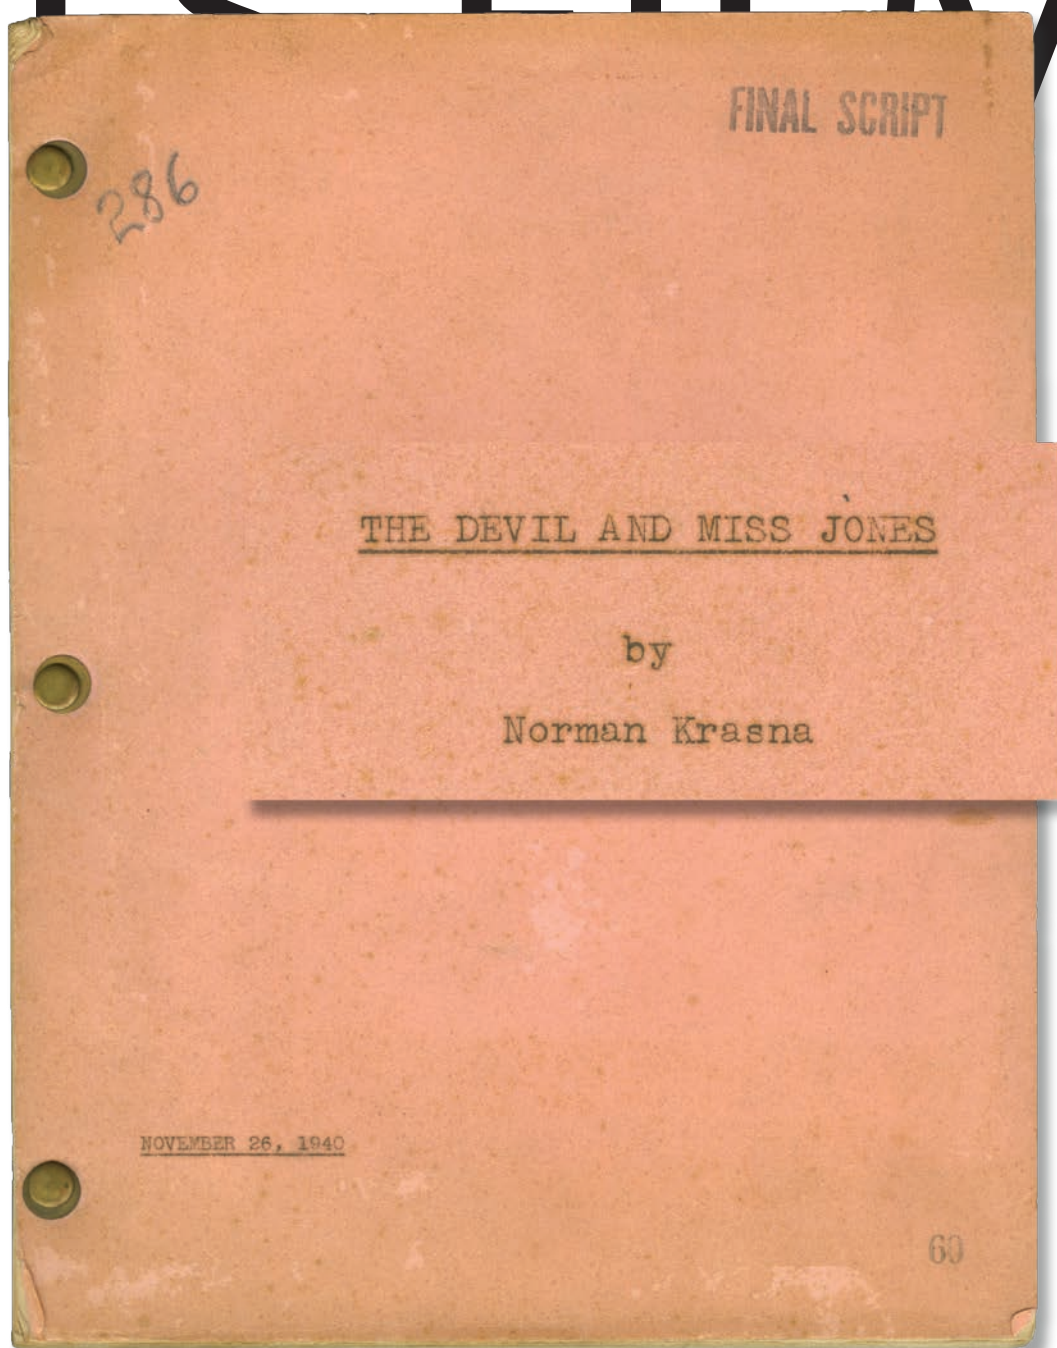 FINAL SCRIPT
286
THE DEVIL AND MISS JONES
by
Norman Krasna
NOVEMBER 26, 1940
60